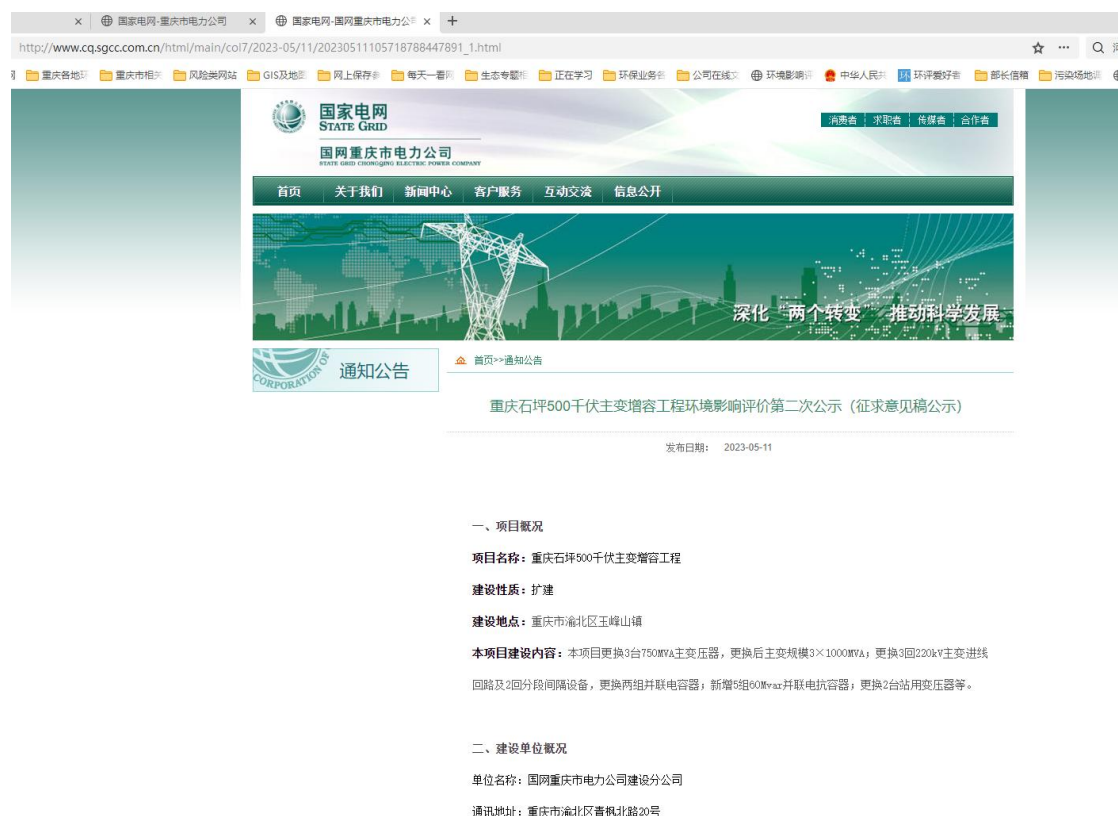 国家电网-重庆市电力公司
国家电网-国网重庆市电力公
http://www.cq.sgcc.com.cn/html/main/col7/2023-05/11/20230511105718788447891_1.html
重庆各地 重庆市相关 风险类网站 GIS及地图 网上保存 每天一看 生态专题 正在学习 环保业务 公司在线 环境影响评 中华人民共 环评爱好者 部长信箱 污染场地调
国家电网
STATE GRID
国网重庆市电力公司
STATE GRID CHONGQING ELECTRIC POWER COMPANY
消费者 求职者 传媒者 合作者
首页 关于我们 新闻中心 客户服务 互动交流 信息公开
深化“两个转变” 推动科学发展
CORPORATION OF
通知公告
首页>>通知公告
重庆石坪500千伏主变增容工程环境影响评价第二次公示（征求意见稿公示）
发布日期： 2023-05-11
一、项目概况
项目名称：重庆石坪500千伏主变增容工程
建设性质：扩建
建设地点：重庆市渝北区玉峰山镇
本项目建设内容：本项目更换3台750MVA主变压器，更换后主变规模3×1000MVA；更换3回220kV主变进线
回路及2回分段间隔设备，更换两组并联电容器；新增5组60Mvar并联电抗容器；更换2台站用变压器等。
二、建设单位概况
单位名称：国网重庆市电力公司建设分公司
通讯地址：重庆市渝北区青枫北路20号